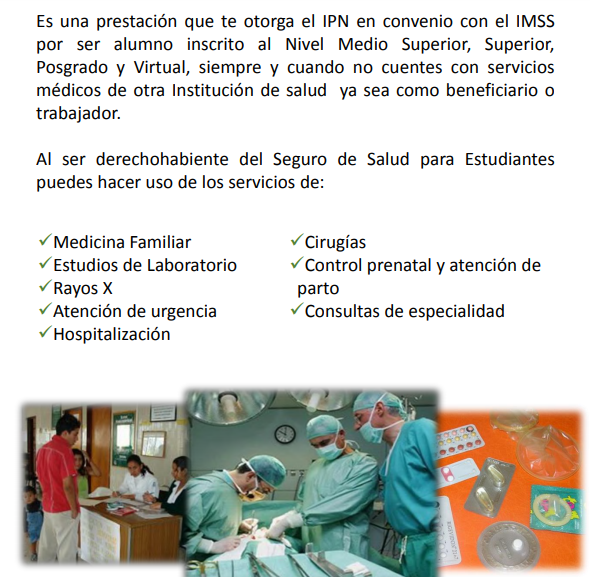 Es una prestación que te otorga el IPN en convenio con el IMSS
por ser alumno inscrito al Nivel Medio Superior, Superior,
Posgrado y Virtual, siempre y cuando no cuentes con servicios
médicos de otra Institución de salud ya sea como beneficiario o
trabajador.
Al ser derechohabiente del Seguro de Salud para Estudiantes
puedes hacer uso de los servicios de:
✓Medicina Familiar
✓Estudios de Laboratorio
✓Rayos X
✓Atención de urgencia
✓Hospitalización
✓Cirugías
✓Control prenatal y atención de
parto
✓Consultas de especialidad